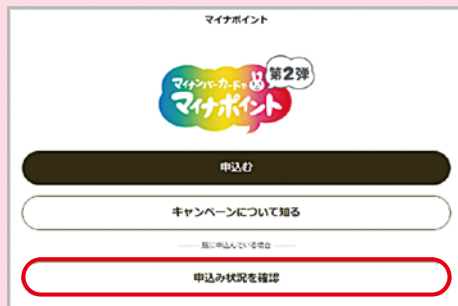 マイナポイント
マイナンバーカードで
マイナポイント
第2弾
申込む
キャンペーンについて知る
既に申込んでいる場合
申込み状況を確認